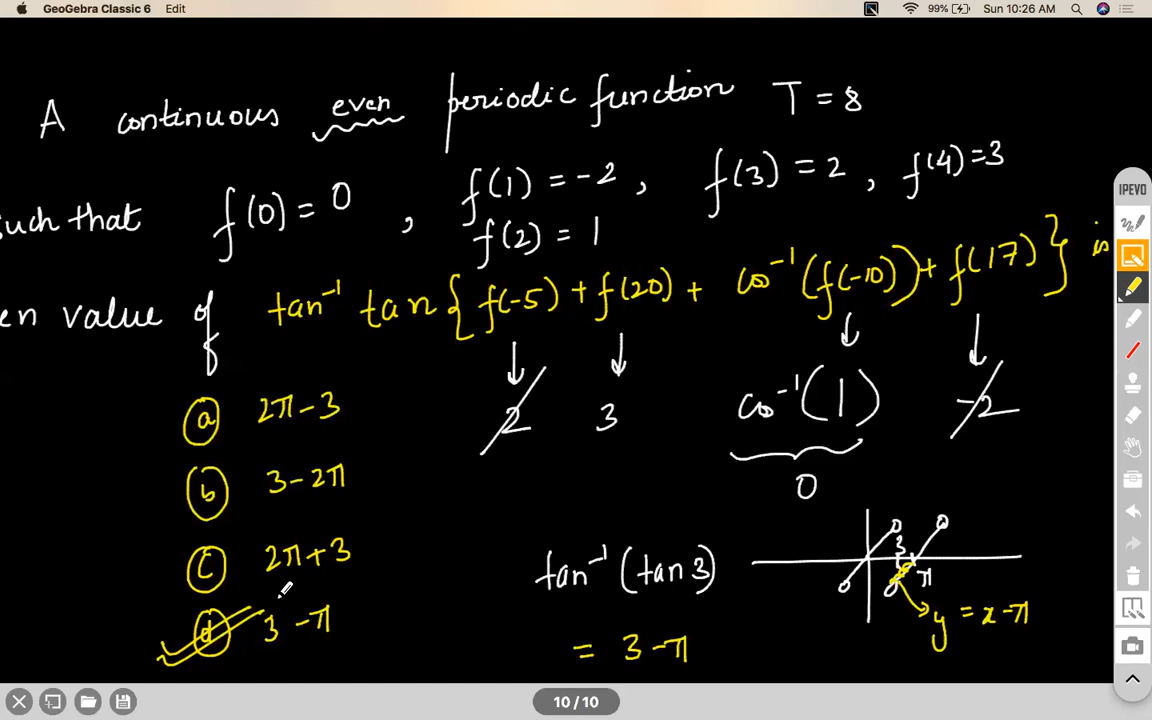 GeoGebra Classic 6 Edit 99% Sun 10:26 AM
A continuous even periodic function T = 8
such that f(0) = 0 , f(1) = -2 , f(3) = 2 , f(4) = 3
f(2) = 1
en value of tan⁻¹ tan { f(-5) + f(20) + cos⁻¹ (f(-10)) + f(17) } is
2 3 cos⁻¹ (1) -2
0
a 2π - 3
b 3 - 2π
c 2π + 3
d 3 - π
tan⁻¹ (tan 3)
= 3 - π
3 π
y = x - π
IPEVO
10 / 10